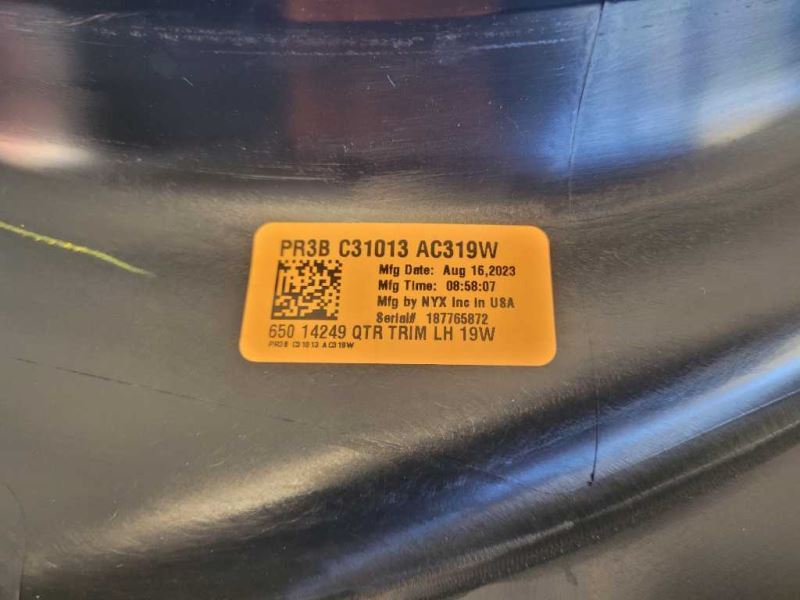 PR3B C31013 AC319W
Mfg Date: Aug 16,2023
Mfg Time: 08:58:07
Mfg by NYX Inc in USA
Serial# 187765872
650 14249 QTR TRIM LH 19W
PR3B C31013 AC319W